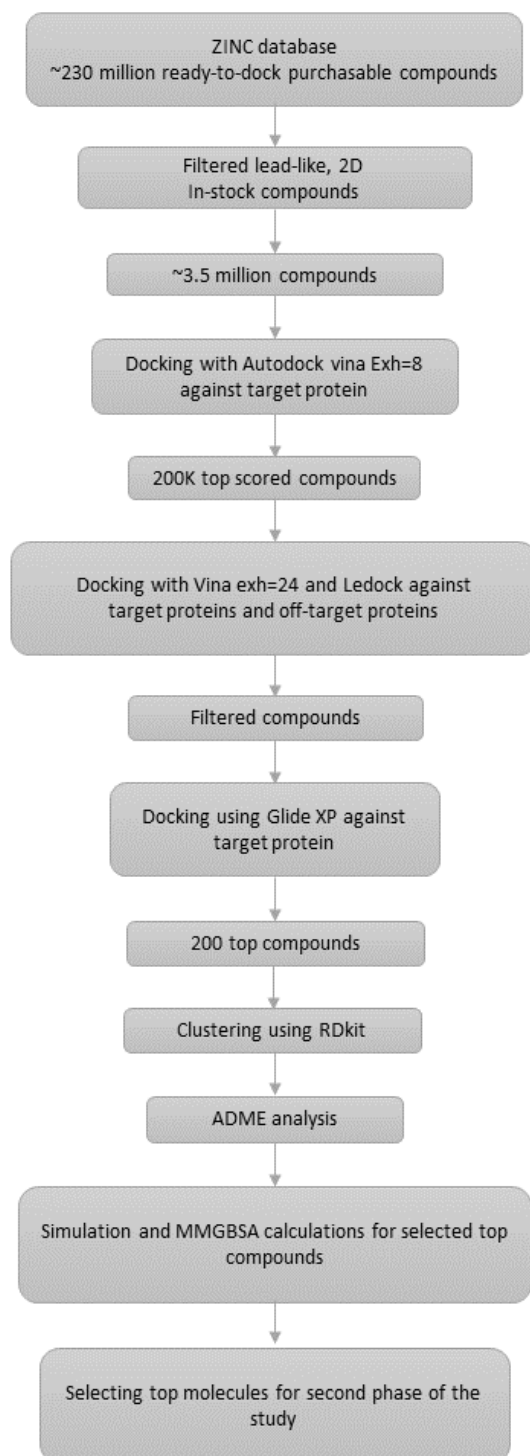 ZINC database
~230 million ready-to-dock purchasable compounds
Filtered lead-like, 2D
In-stock compounds
~3.5 million compounds
Docking with Autodock vina Exh=8
against target protein
200K top scored compounds
Docking with Vina exh=24 and Ledock against
target proteins and off-target proteins
Filtered compounds
Docking using Glide XP against
target protein
200 top compounds
Clustering using RDkit
ADME analysis
Simulation and MMGBSA calculations for selected top
compounds
Selecting top molecules for second phase of the
study